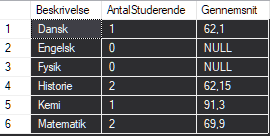 Beskrivelse AntalStuderende Gennemsnit
1 Dansk 1 62,1
2 Engelsk 0 NULL
3 Fysik 0 NULL
4 Historie 2 62,15
5 Kemi 1 91,3
6 Matematik 2 69,9